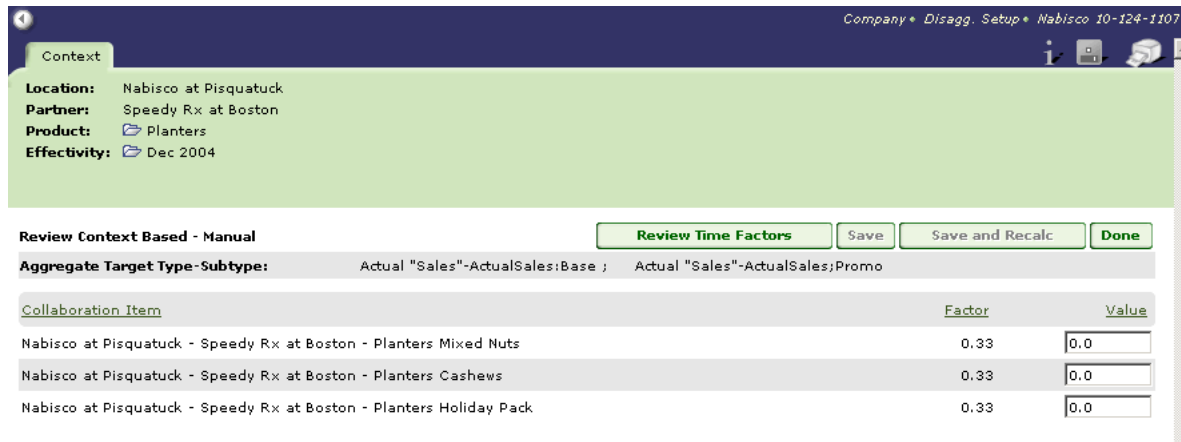 Company • Disagg. Setup • Nabisco 10-124-1107
Context
Location: Nabisco at Pisquatuck
Partner: Speedy Rx at Boston
Product: Planters
Effectivity: Dec 2004
Review Context Based - Manual Review Time Factors Save Save and Recalc Done
Aggregate Target Type-Subtype: Actual "Sales"-ActualSales:Base ; Actual "Sales"-ActualSales;Promo
Collaboration Item Factor Value
Nabisco at Pisquatuck - Speedy Rx at Boston - Planters Mixed Nuts 0.33 0.0
Nabisco at Pisquatuck - Speedy Rx at Boston - Planters Cashews 0.33 0.0
Nabisco at Pisquatuck - Speedy Rx at Boston - Planters Holiday Pack 0.33 0.0